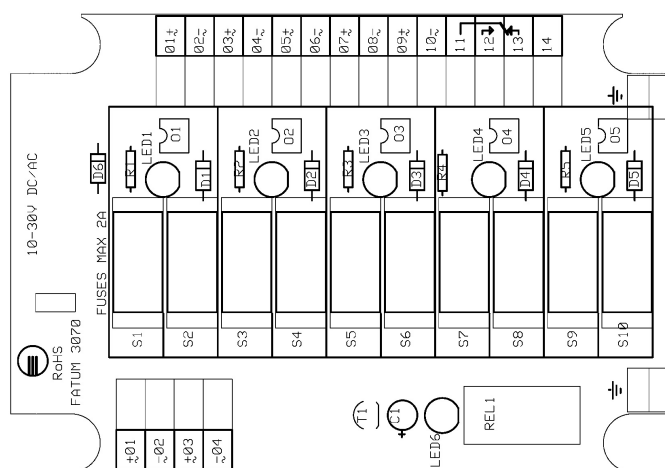 01± 02∓ 03± 04∓ 05± 06∓ 07± 08∓ 09± 10∓ 11 12 13 14
10-30V DC/AC
D6
LED1 O1
LED2 O2
LED3 O3
LED4 O4
LED5 O5
R1 D1
R2 D2
R3 D3
R4 D4
R5 D5
FUSES MAX 2A
S1 S2 S3 S4 S5 S6 S7 S8 S9 S10
RoHS
FATUM 3070
T1 C1 LED6 REL1
+
+01 -02 +03 -04